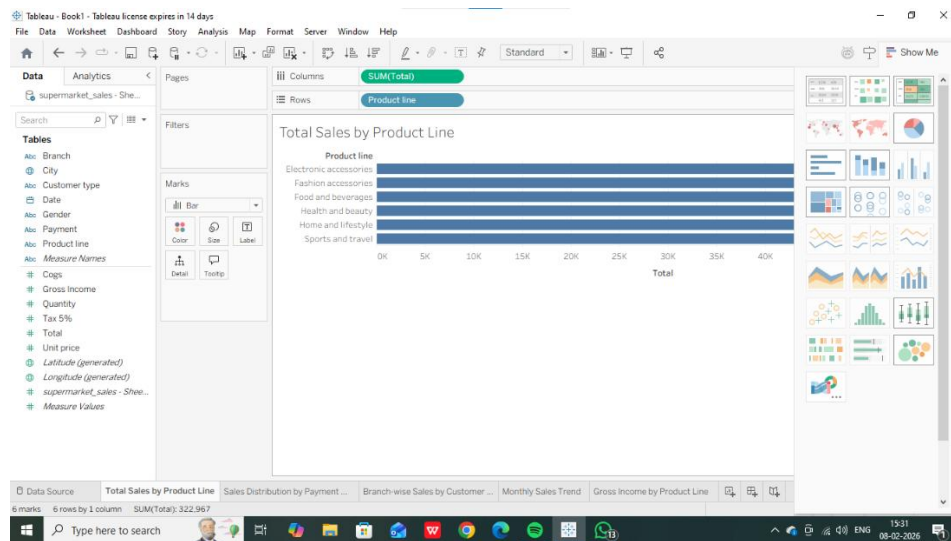 Tableau - Book1 - Tableau license expires in 14 days
File Data Worksheet Dashboard Story Analysis Map Format Server Window Help
Standard
Show Me
Data Analytics
supermarket_sales - She...
Search
Tables
Abc Branch
City
Abc Customer type
Date
Abc Gender
Abc Payment
Abc Product line
Abc Measure Names
# Cogs
# Gross Income
# Quantity
# Tax 5%
# Total
# Unit price
Latitude (generated)
Longitude (generated)
# supermarket_sales - Shee...
# Measure Values
Pages
Filters
Marks
Bar
Color Size Label
Detail Tooltip
Columns SUM(Total)
Rows Product line
Total Sales by Product Line
Product line
Electronic accessories
Fashion accessories
Food and beverages
Health and beauty
Home and lifestyle
Sports and travel
0K 5K 10K 15K 20K 25K 30K 35K 40K
Total
Data Source Total Sales by Product Line Sales Distribution by Payment ... Branch-wise Sales by Customer ... Monthly Sales Trend Gross Income by Product Line
6 marks 6 rows by 1 column SUM(Total): 322,967
Type here to search
ENG
15:31
08-02-2026